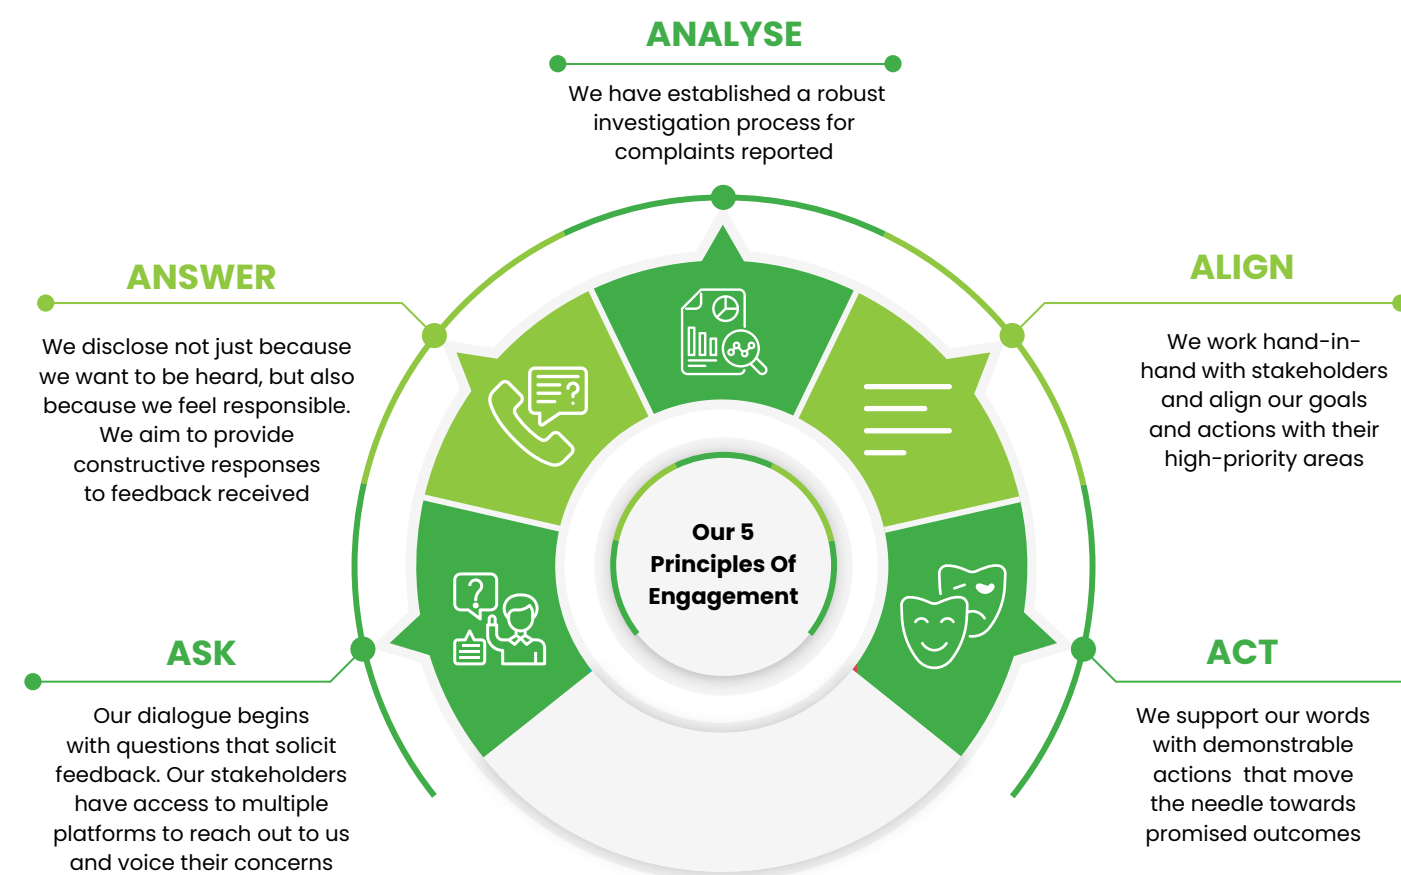 ANALYSE
We have established a robust
investigation process for
complaints reported
ANSWER
We disclose not just because
we want to be heard, but also
because we feel responsible.
We aim to provide
constructive responses
to feedback received
ALIGN
We work hand-in-
hand with stakeholders
and align our goals
and actions with their
high-priority areas
?
?
Our 5
Principles Of
Engagement
ASK
Our dialogue begins
with questions that solicit
feedback. Our stakeholders
have access to multiple
platforms to reach out to us
and voice their concerns
ACT
We support our words
with demonstrable
actions  that move
the needle towards
promised outcomes